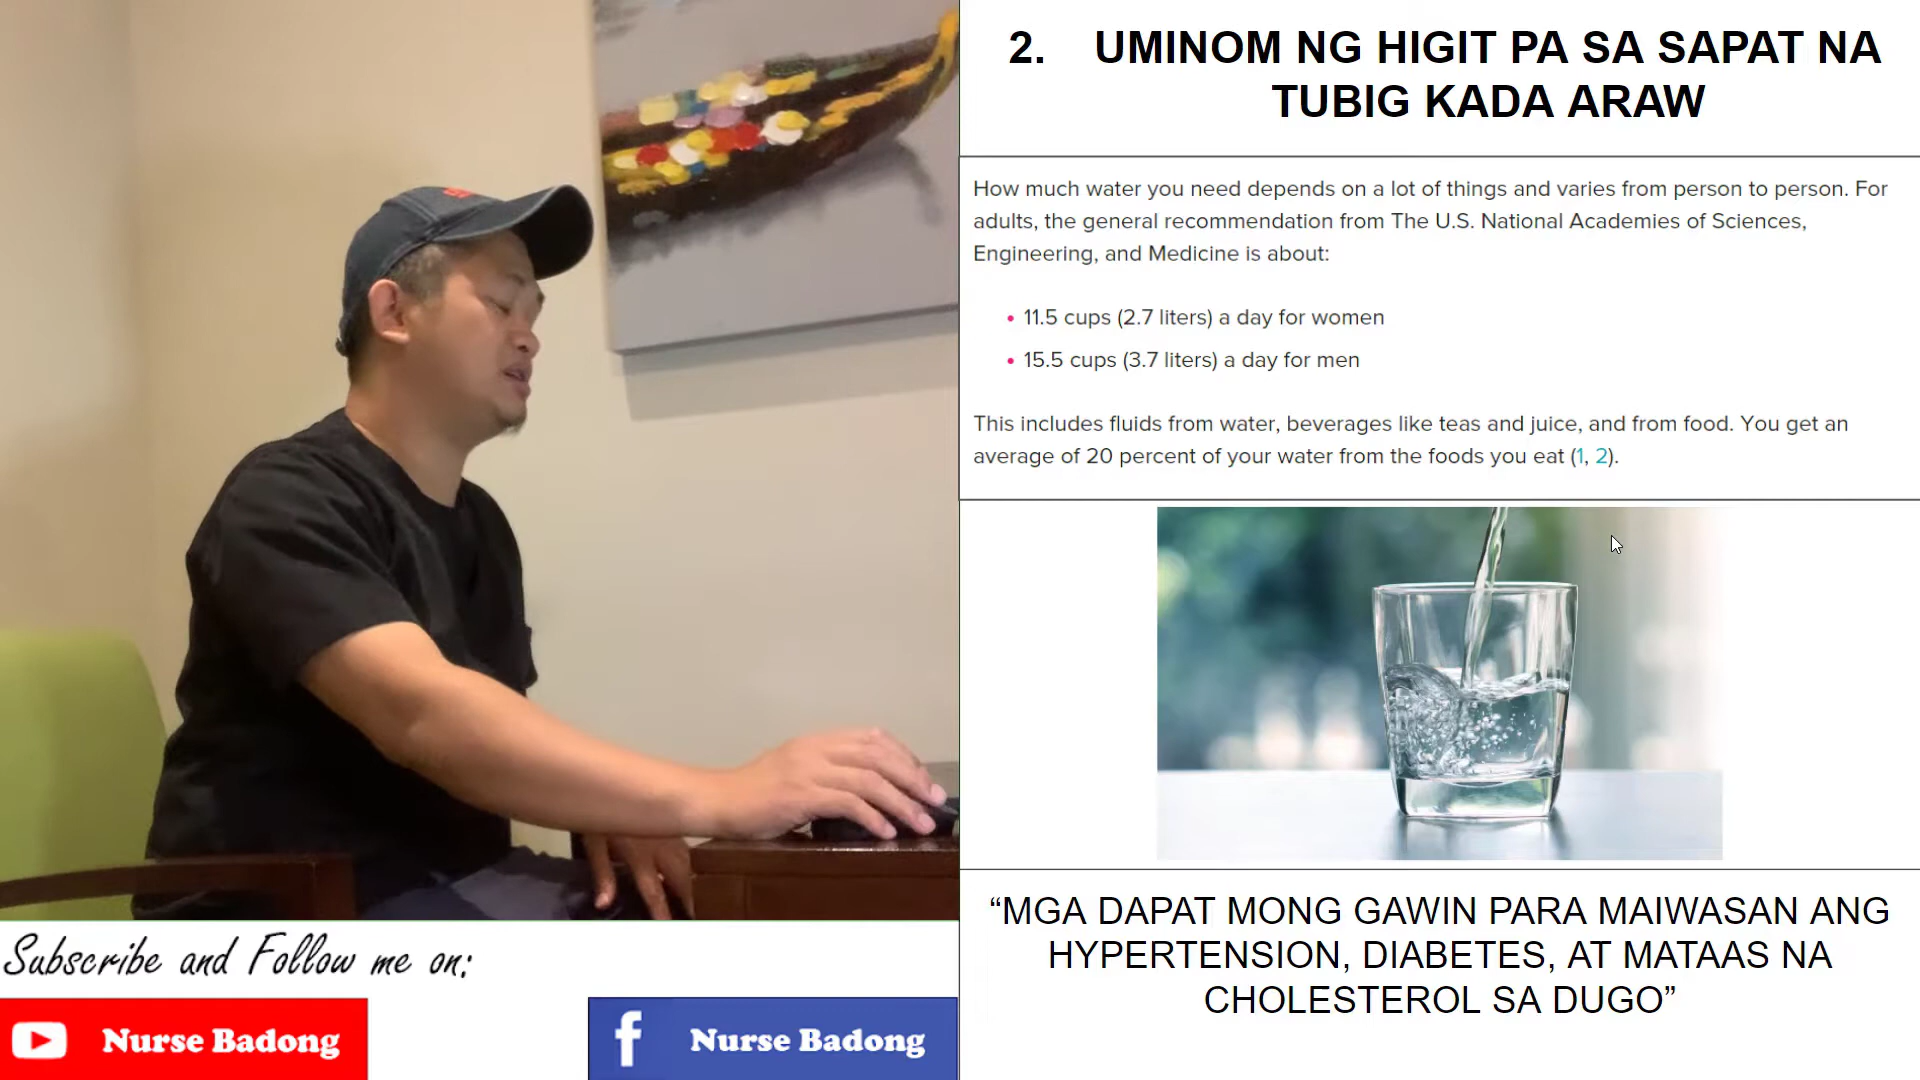 2. UMINOM NG HIGIT PA SA SAPAT NA
TUBIG KADA ARAW
How much water you need depends on a lot of things and varies from person to person. For
adults, the general recommendation from The U.S. National Academies of Sciences,
Engineering, and Medicine is about:
• 11.5 cups (2.7 liters) a day for women
• 15.5 cups (3.7 liters) a day for men
This includes fluids from water, beverages like teas and juice, and from food. You get an
average of 20 percent of your water from the foods you eat (1, 2).
“MGA DAPAT MONG GAWIN PARA MAIWASAN ANG
HYPERTENSION, DIABETES, AT MATAAS NA
CHOLESTEROL SA DUGO”
Subscribe and Follow me on:
Nurse Badong
f Nurse Badong